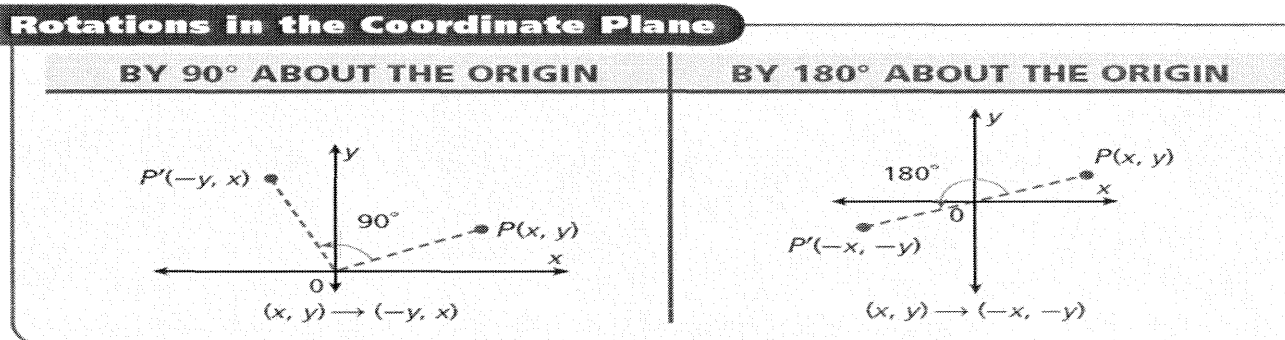 Rotations in the Coordinate Plane
BY 90° ABOUT THE ORIGIN
y
P′(−y, x)
90°
P(x, y)
x
0
(x, y) → (−y, x)
BY 180° ABOUT THE ORIGIN
y
P(x, y)
180°
x
0
P′(−x, −y)
(x, y) → (−x, −y)